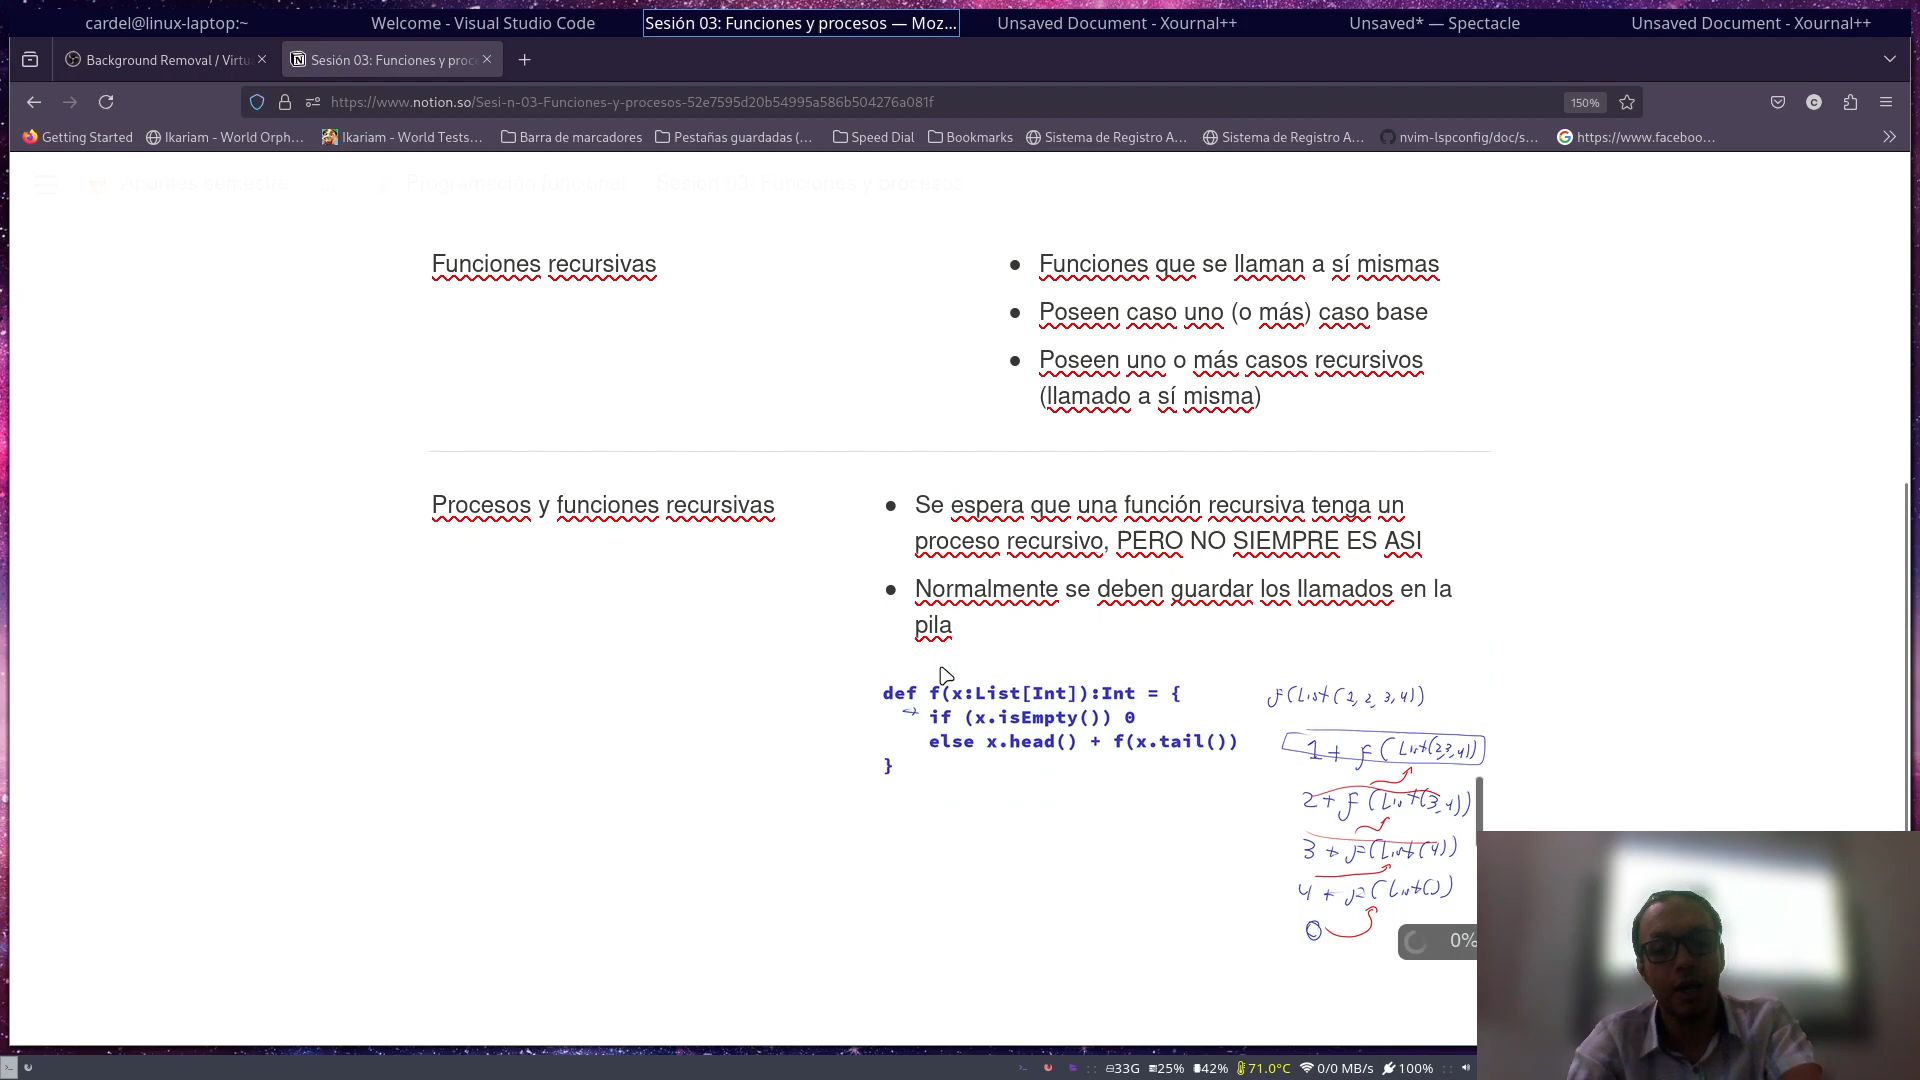 cardel@linux-laptop:~
Welcome - Visual Studio Code
Sesión 03: Funciones y procesos — Moz...
Unsaved Document - Xournal++
Unsaved* — Spectacle
Unsaved Document - Xournal++
Background Removal / Virtu
Sesión 03: Funciones y proc
https://www.notion.so/Sesi-n-03-Funciones-y-procesos-52e7595d20b54995a586b504276a081f
150%
Getting Started
Ikariam - World Orph...
Ikariam - World Tests...
Barra de marcadores
Pestañas guardadas (...
Speed Dial
Bookmarks
Sistema de Registro A...
Sistema de Registro A...
nvim-lspconfig/doc/s...
https://www.faceboo...
Apuntes semestre
Programación funcional
Sesión 03: Funciones y procesos
Funciones recursivas
Funciones que se llaman a sí mismas
Poseen caso uno (o más) caso base
Poseen uno o más casos recursivos
(llamado a sí misma)
Procesos y funciones recursivas
Se espera que una función recursiva tenga un
proceso recursivo, PERO NO SIEMPRE ES ASI
Normalmente se deben guardar los llamados en la
pila
def f(x:List[Int]):Int = {
if (x.isEmpty()) 0
else x.head() + f(x.tail())
}
f(List(1, 2, 3, 4))
1 + f(List(2,3,4))
2 + f(List(3,4))
3 + f(List(4))
4 + f(List())
0
0%
33G
25%
42%
71.0°C
0/0 MB/s
100%